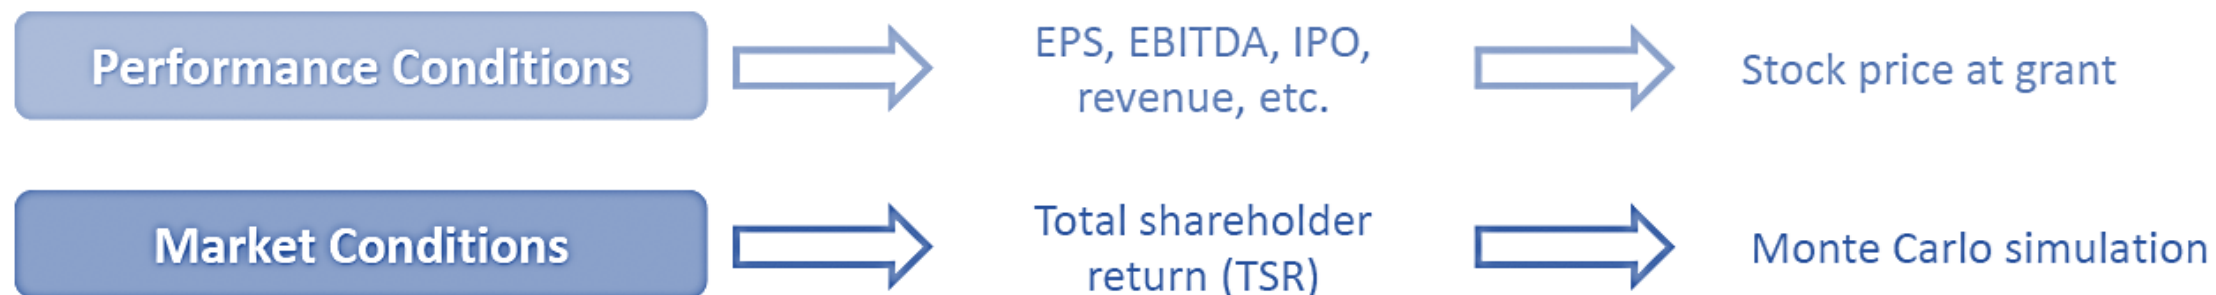 Performance Conditions
EPS, EBITDA, IPO,
revenue, etc.
Stock price at grant
Market Conditions
Total shareholder
return (TSR)
Monte Carlo simulation